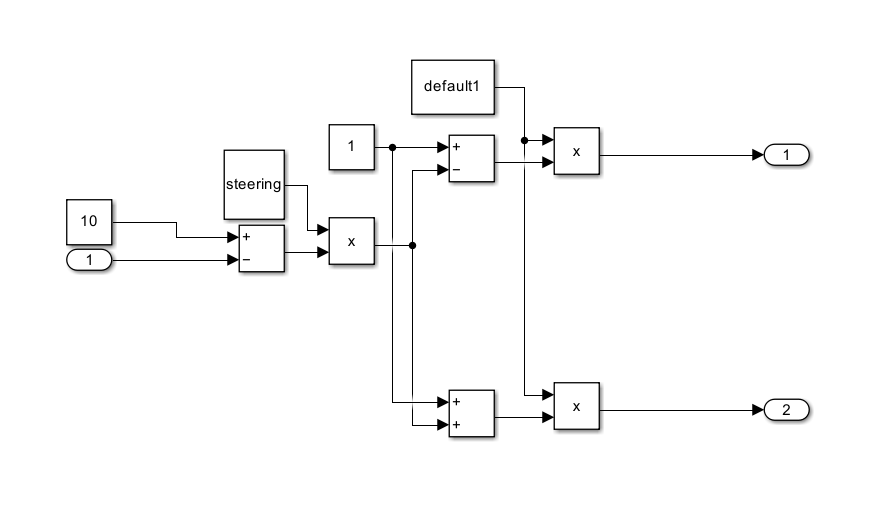 default1
1
+
−
x
1
steering
10
+
−
1
x
+
+
x
2